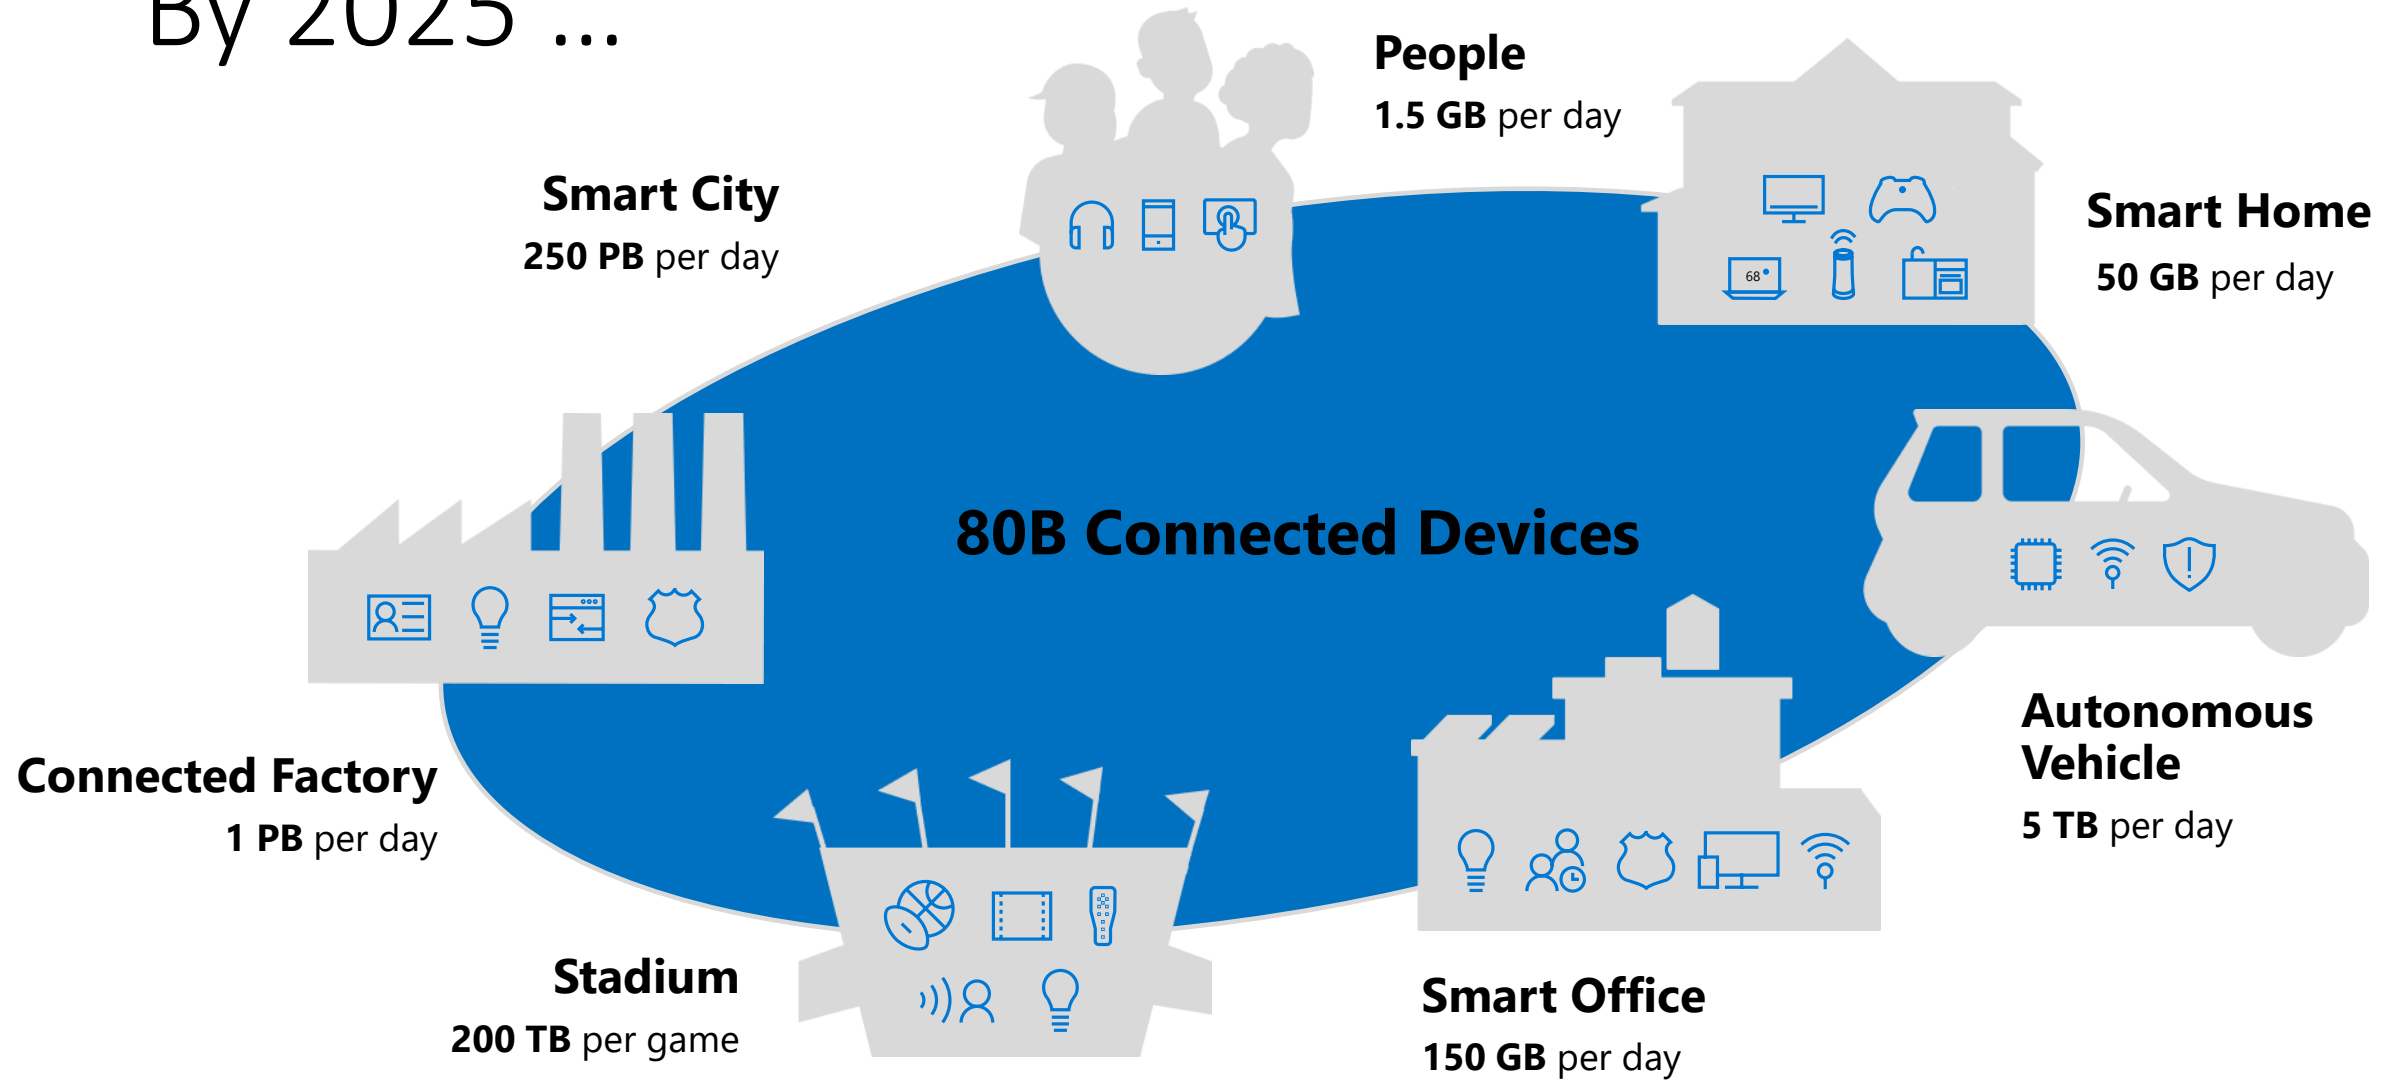 By 2025 ...
People
1.5 GB per day
Smart City
250 PB per day
Smart Home
50 GB per day
68°
80B Connected Devices
Autonomous
Vehicle
5 TB per day
Connected Factory
1 PB per day
Stadium
200 TB per game
Smart Office
150 GB per day